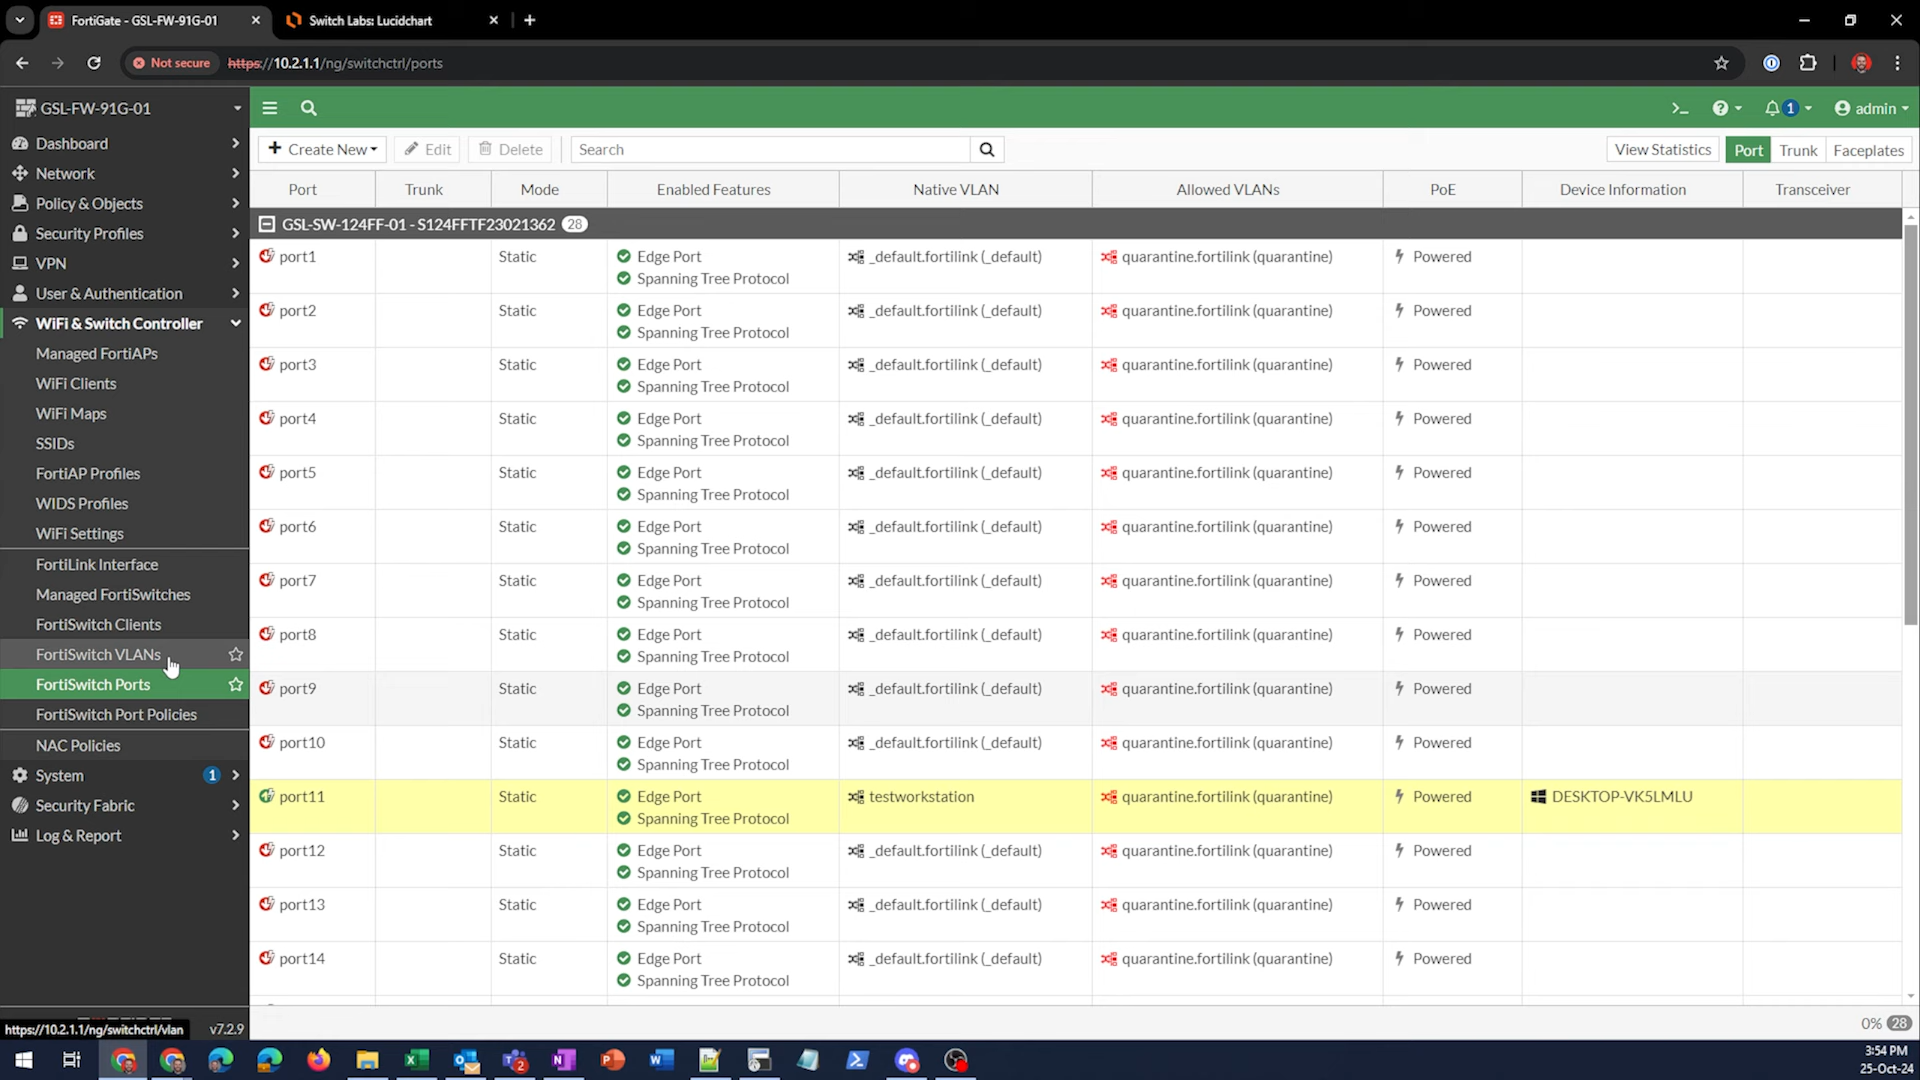 FortiGate - GSL-FW-91G-01
Switch Labs: Lucidchart
Not secure https://10.2.1.1/ng/switchctrl/ports
GSL-FW-91G-01
1 admin
Dashboard
Network
Policy & Objects
Security Profiles
VPN
User & Authentication
WiFi & Switch Controller
Managed FortiAPs
WiFi Clients
WiFi Maps
SSIDs
FortiAP Profiles
WIDS Profiles
WiFi Settings
FortiLink Interface
Managed FortiSwitches
FortiSwitch Clients
FortiSwitch VLANs
FortiSwitch Ports
FortiSwitch Port Policies
NAC Policies
System 1
Security Fabric
Log & Report
https://10.2.1.1/ng/switchctrl/vlan v7.2.9
Create New Edit Delete Search View Statistics Port Trunk Faceplates
Port Trunk Mode Enabled Features Native VLAN Allowed VLANs PoE Device Information Transceiver
GSL-SW-124FF-01 - S124FFTF23021362 28
port1 Static Edge Port _default.fortilink (_default) quarantine.fortilink (quarantine) Powered
Spanning Tree Protocol
port2 Static Edge Port _default.fortilink (_default) quarantine.fortilink (quarantine) Powered
Spanning Tree Protocol
port3 Static Edge Port _default.fortilink (_default) quarantine.fortilink (quarantine) Powered
Spanning Tree Protocol
port4 Static Edge Port _default.fortilink (_default) quarantine.fortilink (quarantine) Powered
Spanning Tree Protocol
port5 Static Edge Port _default.fortilink (_default) quarantine.fortilink (quarantine) Powered
Spanning Tree Protocol
port6 Static Edge Port _default.fortilink (_default) quarantine.fortilink (quarantine) Powered
Spanning Tree Protocol
port7 Static Edge Port _default.fortilink (_default) quarantine.fortilink (quarantine) Powered
Spanning Tree Protocol
port8 Static Edge Port _default.fortilink (_default) quarantine.fortilink (quarantine) Powered
Spanning Tree Protocol
port9 Static Edge Port _default.fortilink (_default) quarantine.fortilink (quarantine) Powered
Spanning Tree Protocol
port10 Static Edge Port _default.fortilink (_default) quarantine.fortilink (quarantine) Powered
Spanning Tree Protocol
port11 Static Edge Port testworkstation quarantine.fortilink (quarantine) Powered DESKTOP-VK5LMLU
Spanning Tree Protocol
port12 Static Edge Port _default.fortilink (_default) quarantine.fortilink (quarantine) Powered
Spanning Tree Protocol
port13 Static Edge Port _default.fortilink (_default) quarantine.fortilink (quarantine) Powered
Spanning Tree Protocol
port14 Static Edge Port _default.fortilink (_default) quarantine.fortilink (quarantine) Powered
Spanning Tree Protocol
0% 28
3:54 PM
25-Oct-24